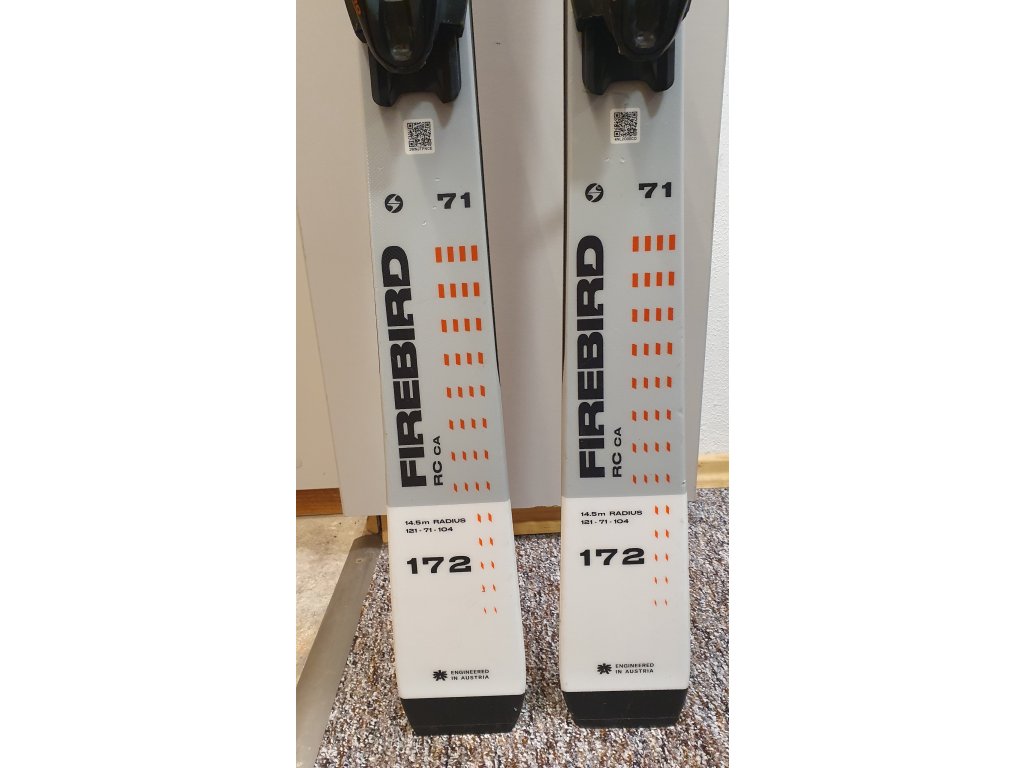 71
FIREBIRD
RC CA
14.5m RADIUS
121 - 71 - 104
172
ENGINEERED
IN AUSTRIA
71
FIREBIRD
RC CA
14.5m RADIUS
121 - 71 - 104
172
ENGINEERED
IN AUSTRIA